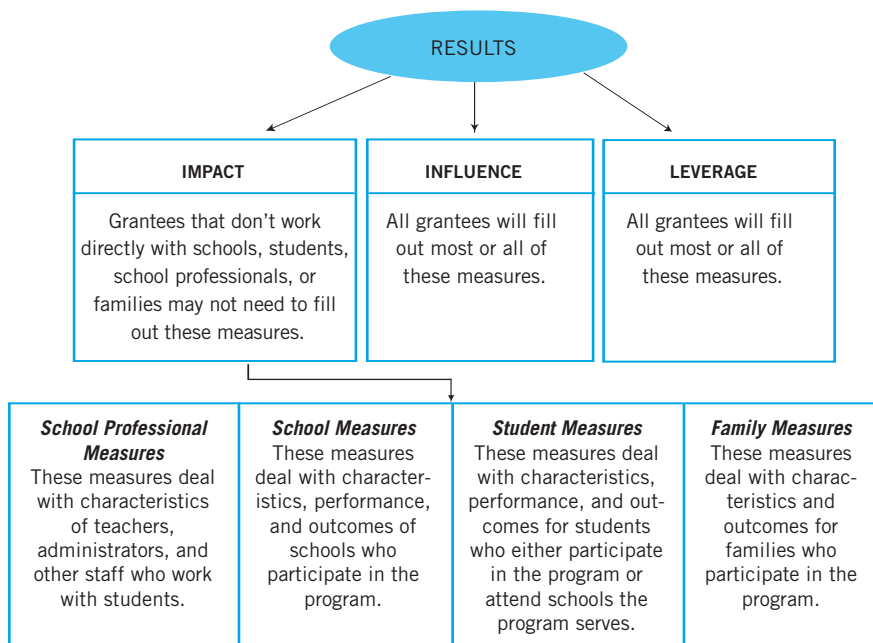 RESULTS
IMPACT
Grantees that don't work
directly with schools, students,
school professionals, or
families may not need to fill
out these measures.
INFLUENCE
All grantees will fill
out most or all of
these measures.
LEVERAGE
All grantees will fill
out most or all of
these measures.
School Professional
Measures
These measures deal
with characteristics
of teachers,
administrators, and
other staff who work
with students.
School Measures
These measures
deal with character-
istics, performance,
and outcomes of
schools who
participate in the
program.
Student Measures
These measures deal
with characteristics,
performance, and out-
comes for students
who either participate
in the program or
attend schools the
program serves.
Family Measures
These measures
deal with charac-
teristics and
outcomes for
families who
participate in the
program.